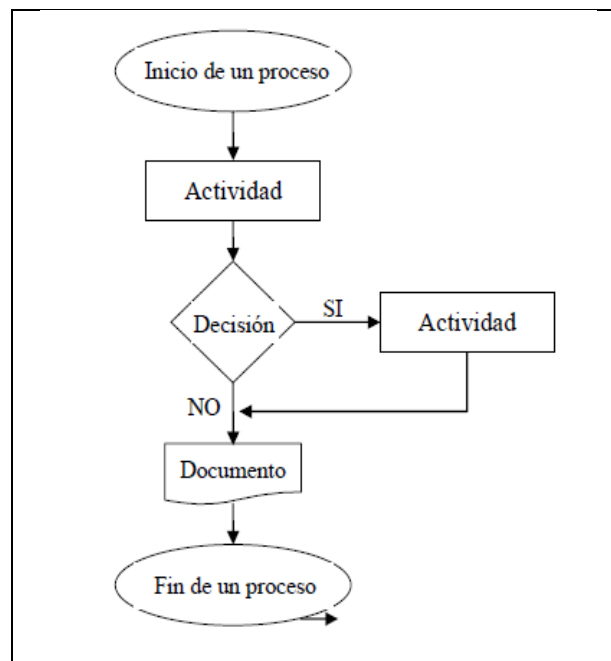 Inicio de un proceso
Actividad
Decisión
SI
Actividad
NO
Documento
Fin de un proceso